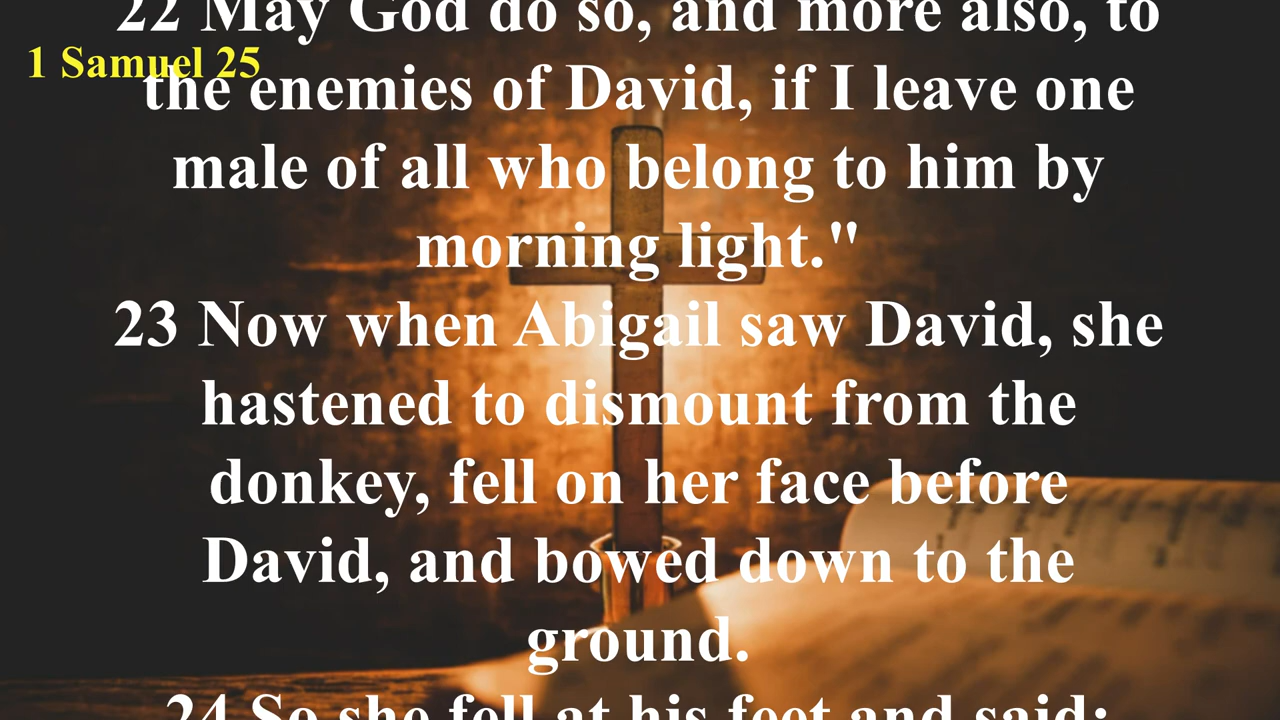 22 May God do so, and more also, to
1 Samuel 25
the enemies of David, if I leave one
male of all who belong to him by
morning light."
23 Now when Abigail saw David, she
hastened to dismount from the
donkey, fell on her face before
David, and bowed down to the
ground.
24 So she fell at his feet and said: